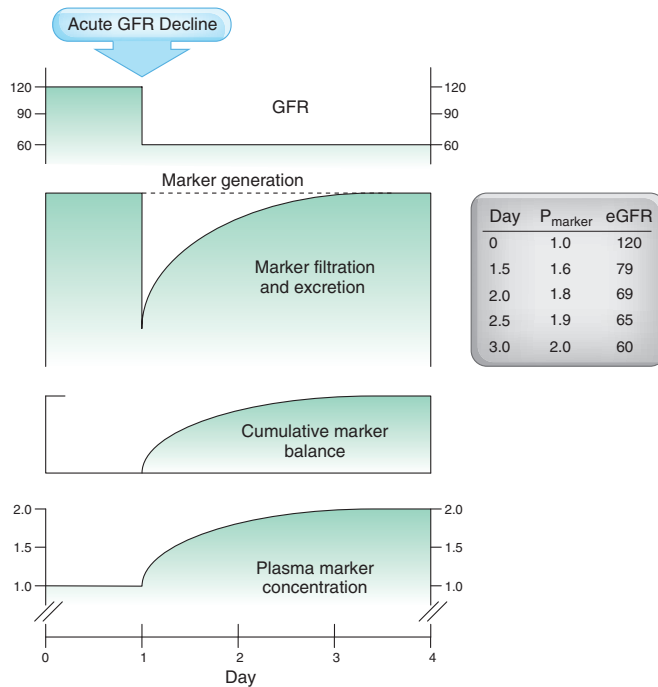 Acute GFR Decline
120
90
60
GFR
120
90
60
Marker generation
Marker filtration
and excretion
Day P_marker eGFR
0 1.0 120
1.5 1.6 79
2.0 1.8 69
2.5 1.9 65
3.0 2.0 60
Cumulative marker
balance
2.0
1.5
1.0
Plasma marker
concentration
2.0
1.5
1.0
0 1 2 3 4
Day